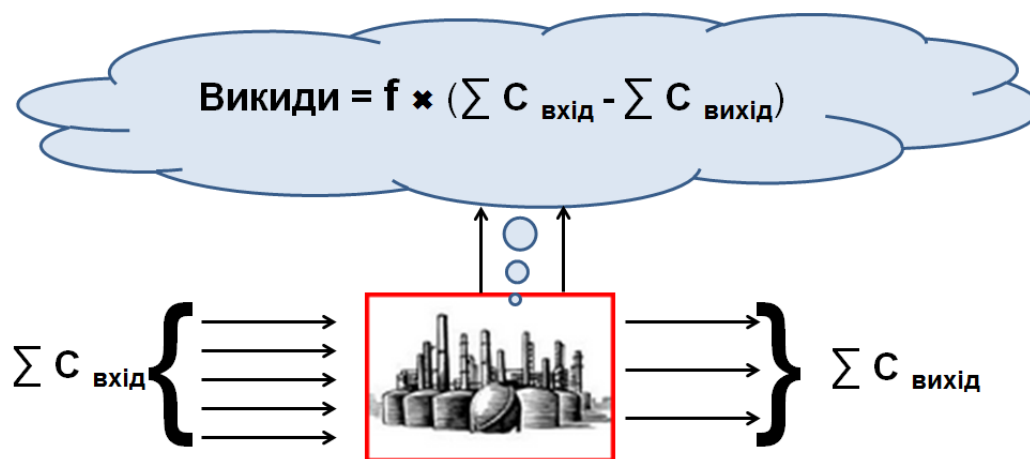 Викиди = f × (∑ C вхід - ∑ C вихід)
∑ C вхід
∑ C вихід